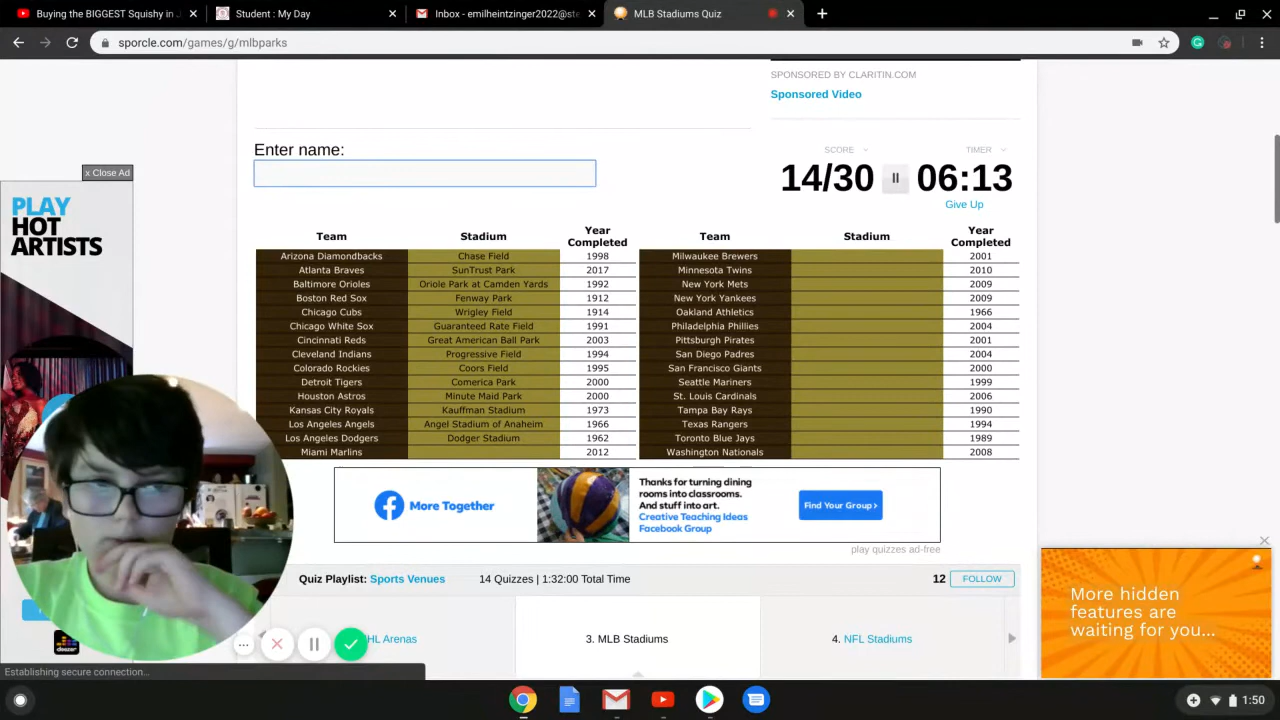 Buying the BIGGEST Squishy in
Student : My Day
Inbox - emilheintzinger2022@ste
MLB Stadiums Quiz
sporcle.com/games/g/mlbparks
SPONSORED BY CLARITIN.COM
Sponsored Video
Enter name:
SCORE
TIMER
14/30
06:13
Give Up
x Close Ad
PLAY
HOT
ARTISTS
Team Stadium Year Completed
Arizona Diamondbacks Chase Field 1998
Atlanta Braves SunTrust Park 2017
Baltimore Orioles Oriole Park at Camden Yards 1992
Boston Red Sox Fenway Park 1912
Chicago Cubs Wrigley Field 1914
Chicago White Sox Guaranteed Rate Field 1991
Cincinnati Reds Great American Ball Park 2003
Cleveland Indians Progressive Field 1994
Colorado Rockies Coors Field 1995
Detroit Tigers Comerica Park 2000
Houston Astros Minute Maid Park 2000
Kansas City Royals Kauffman Stadium 1973
Los Angeles Angels Angel Stadium of Anaheim 1966
Los Angeles Dodgers Dodger Stadium 1962
Miami Marlins 2012
Team Stadium Year Completed
Milwaukee Brewers 2001
Minnesota Twins 2010
New York Mets 2009
New York Yankees 2009
Oakland Athletics 1966
Philadelphia Phillies 2004
Pittsburgh Pirates 2001
San Diego Padres 2004
San Francisco Giants 2000
Seattle Mariners 1999
St. Louis Cardinals 2006
Tampa Bay Rays 1990
Texas Rangers 1994
Toronto Blue Jays 1989
Washington Nationals 2008
More Together
Thanks for turning dining
rooms into classrooms.
And stuff into art.
Creative Teaching Ideas
Facebook Group
Find Your Group
play quizzes ad-free
Quiz Playlist: Sports Venues 14 Quizzes | 1:32:00 Total Time
12 FOLLOW
HL Arenas
3. MLB Stadiums
4. NFL Stadiums
More hidden
features are
waiting for you...
deezer
Establishing secure connection...
1:50